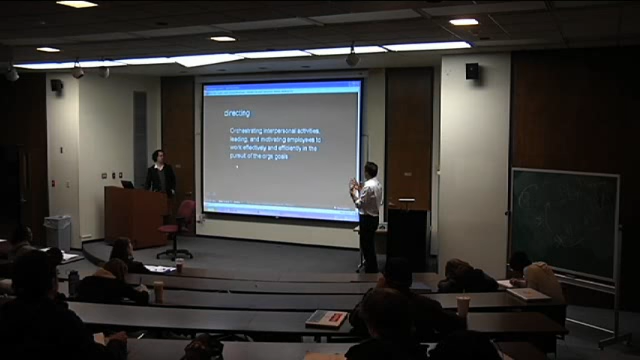 directing
Orchestrating interpersonal activities,
leading, and motivating employees to
work effectively and efficiently in the
pursuit of the orgs goals